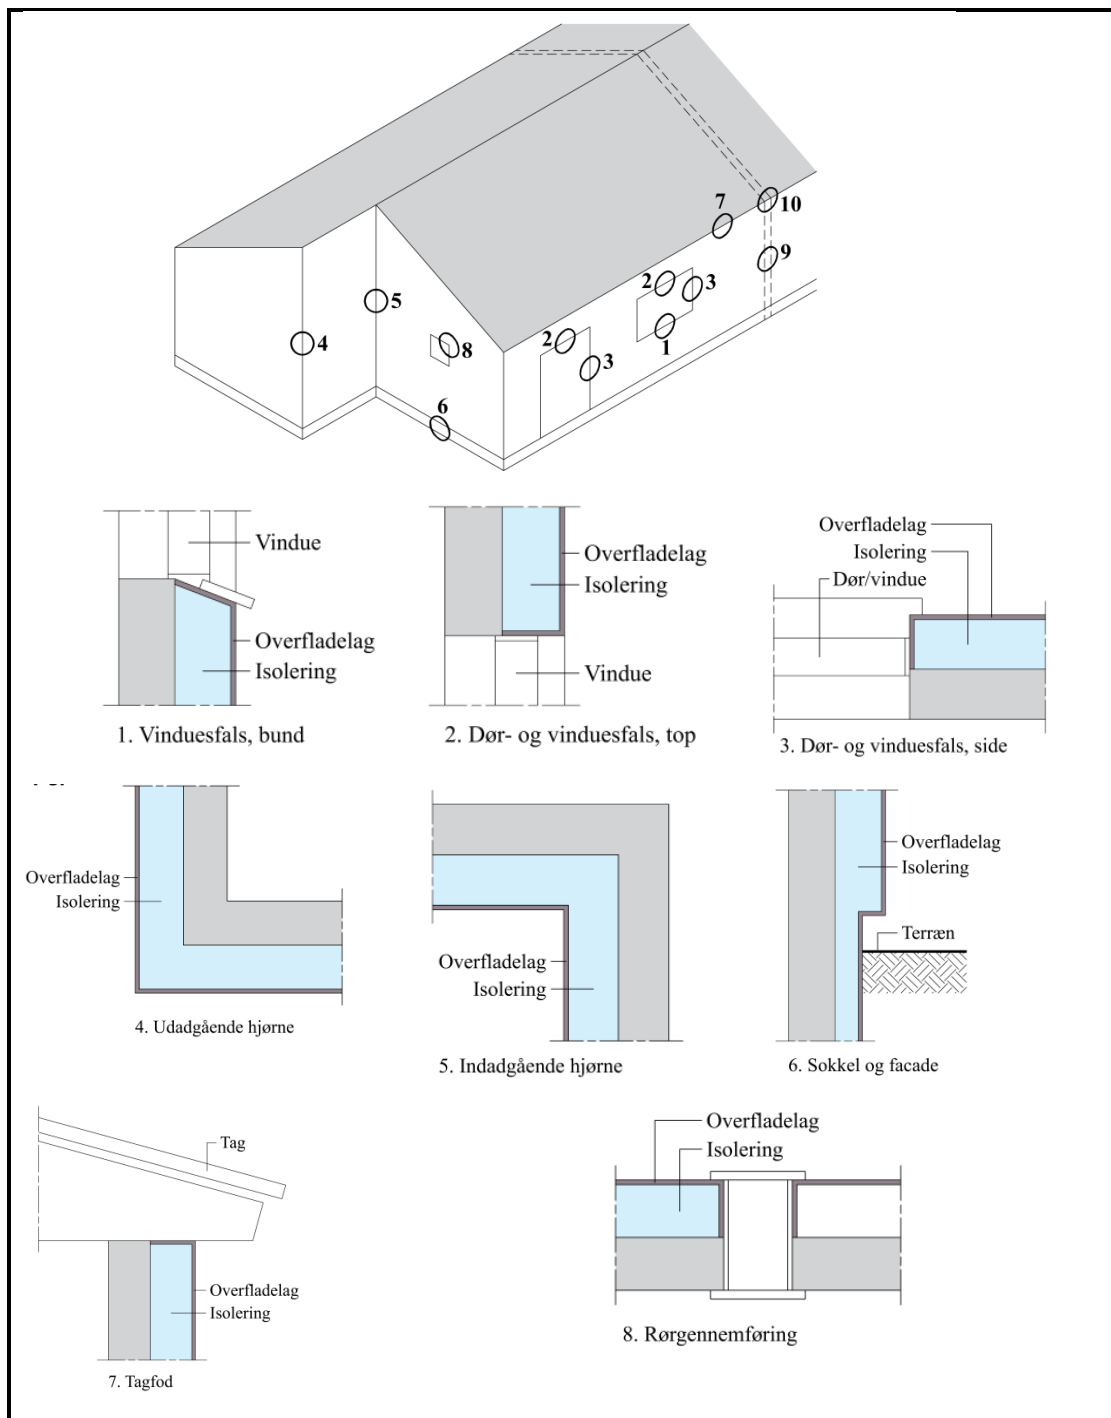 7
10
9
2
3
5
2
3
1
4
8
6
Vindue
Overfladelag
Isolering
1. Vinduesfals, bund
Overfladelag
Isolering
Vindue
2. Dør- og vinduesfals, top
Overfladelag
Isolering
Dør/vindue
3. Dør- og vinduesfals, side
Overfladelag
Isolering
4. Udadgående hjørne
Overfladelag
Isolering
5. Indadgående hjørne
Overfladelag
Isolering
Terræn
6. Sokkel og facade
Tag
Overfladelag
Isolering
7. Tagfod
Overfladelag
Isolering
8. Rørgennemføring